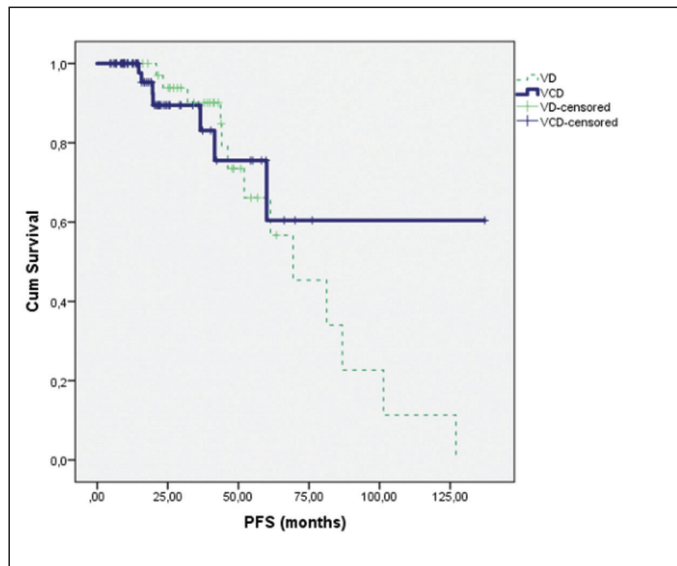 1,0
0,8
0,6
0,4
0,2
0,0
Cum Survival
,00 25,00 50,00 75,00 100,00 125,00
PFS (months)
VD
VCD
VD-censored
VCD-censored